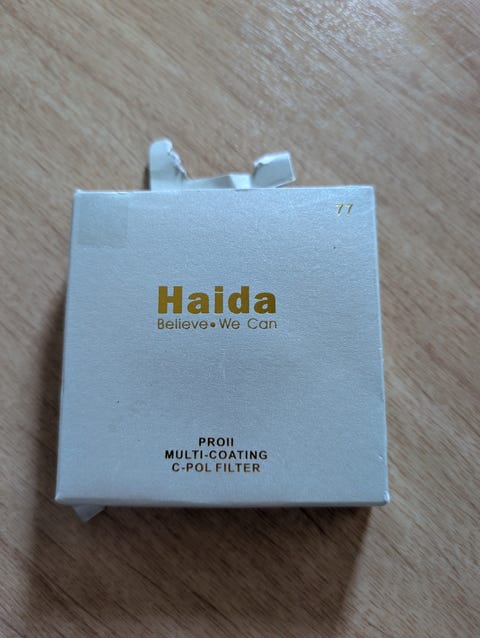 77
Haida
Believe•We Can
PROII
MULTI-COATING
C-POL FILTER